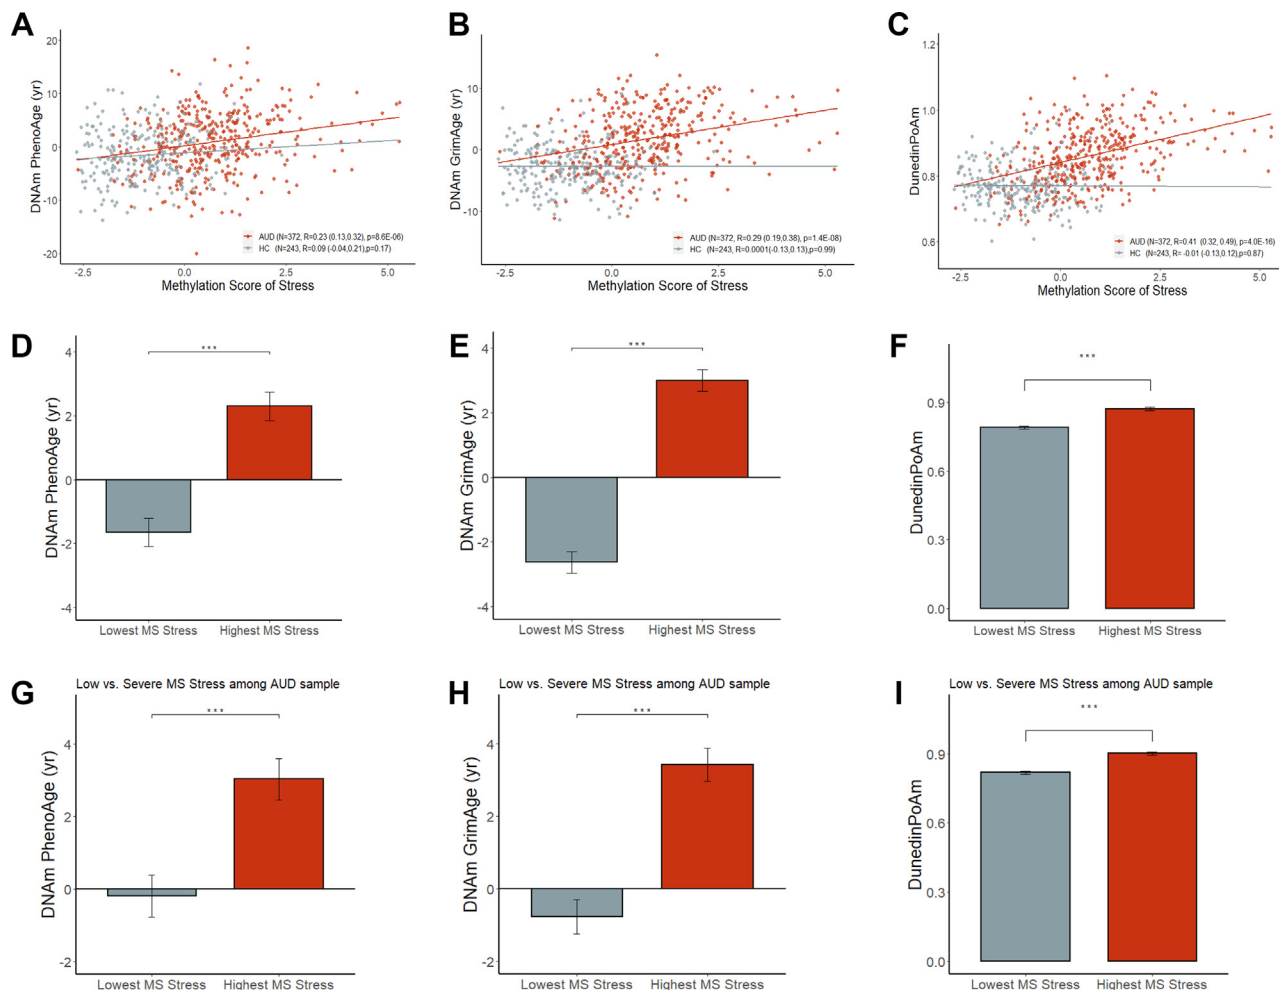 A
DNAm PhenoAge (yr)
20
10
0
-10
-20
AUD (N=372, R=0.23 (0.13,0.32), p=8.6E-06)
HC (N=243, R=0.09 (-0.04,0.21),p=0.17)
-2.5 0.0 2.5 5.0
Methylation Score of Stress
B
DNAm GrimAge (yr)
10
0
-10
AUD (N=372, R=0.29 (0.19,0.38), p=1.4E-08)
HC (N=243, R=0.0001(-0.13,0.13),p=0.99)
-2.5 0.0 2.5 5.0
Methylation Score of Stress
C
DunedinPoAm
1.2
1.0
0.8
0.6
AUD (N=372, R=0.41 (0.32, 0.49), p=4.0E-16)
HC (N=243, R= -0.01 (-0.13,0.12),p=0.87)
-2.5 0.0 2.5 5.0
Methylation Score of Stress
D
DNAm PhenoAge (yr)
4
2
0
-2
-4
***
Lowest MS Stress Highest MS Stress
E
DNAm GrimAge (yr)
4
2
0
-2
-4
***
Lowest MS Stress Highest MS Stress
F
DunedinPoAm
0.9
0.6
0.3
0.0
***
Lowest MS Stress Highest MS Stress
G
Low vs. Severe MS Stress among AUD sample
DNAm PhenoAge (yr)
4
2
0
-2
***
Lowest MS Stress Highest MS Stress
H
Low vs. Severe MS Stress among AUD sample
DNAm GrimAge (yr)
4
2
0
-2
***
Lowest MS Stress Highest MS Stress
I
Low vs. Severe MS Stress among AUD sample
DunedinPoAm
0.9
0.6
0.3
0.0
***
Lowest MS Stress Highest MS Stress